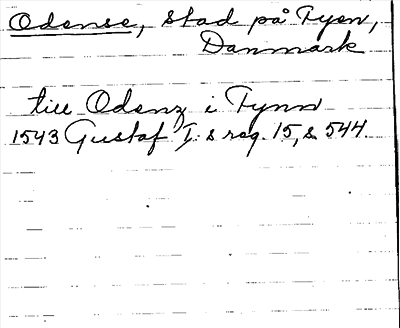 Odense, stad på Fyen,
Danmark
till Odenz i Fynn
1543 Gustaf I:s reg. 15, s 544.